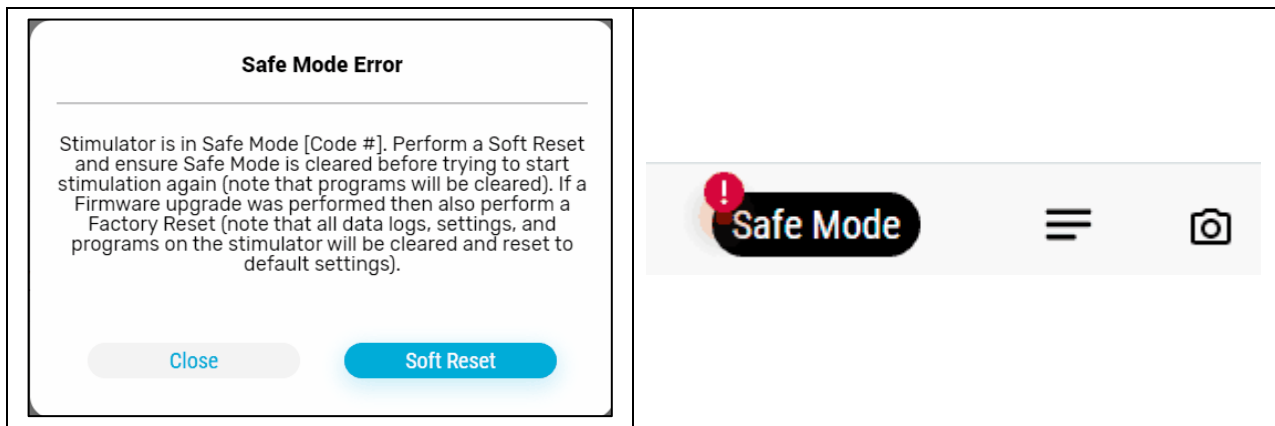 Safe Mode Error
Stimulator is in Safe Mode [Code #]. Perform a Soft Reset
and ensure Safe Mode is cleared before trying to start
stimulation again (note that programs will be cleared). If a
Firmware upgrade was performed then also perform a
Factory Reset (note that all data logs, settings, and
programs on the stimulator will be cleared and reset to
default settings).
Close
Soft Reset
!
Safe Mode